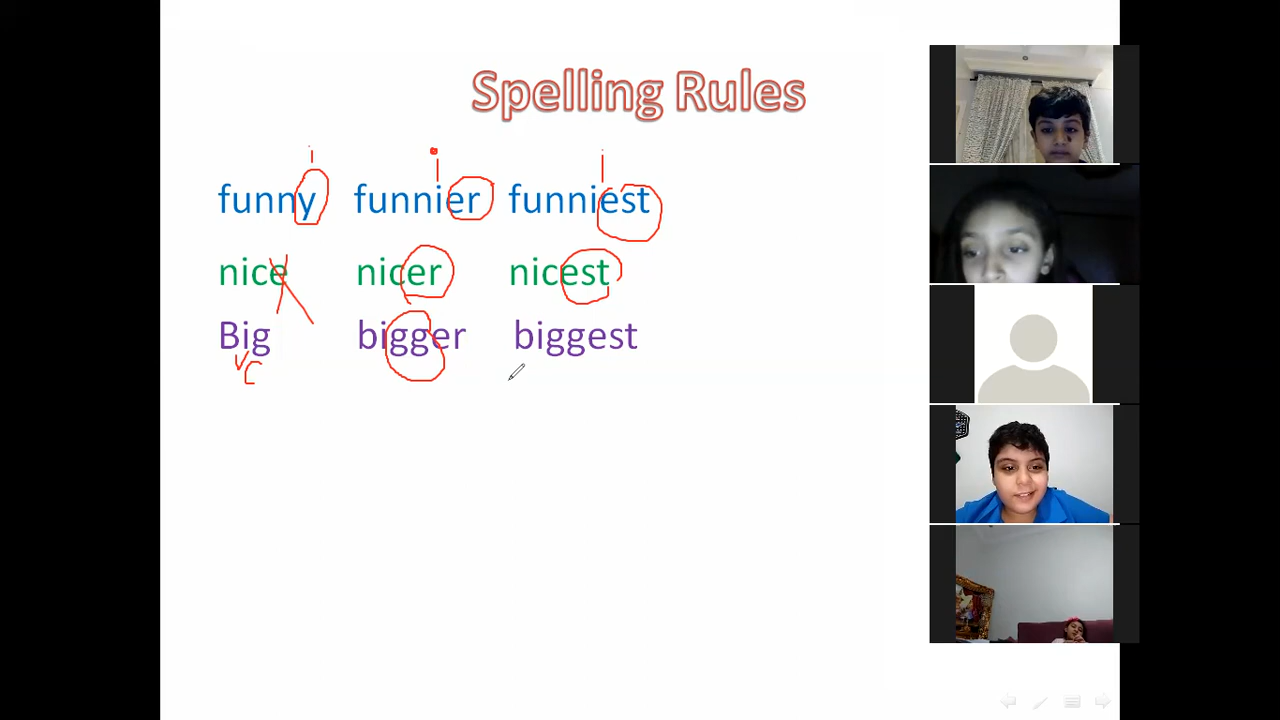 Spelling Rules
i i
funny funnier funniest
nice nicer nicest
Big bigger biggest
v c